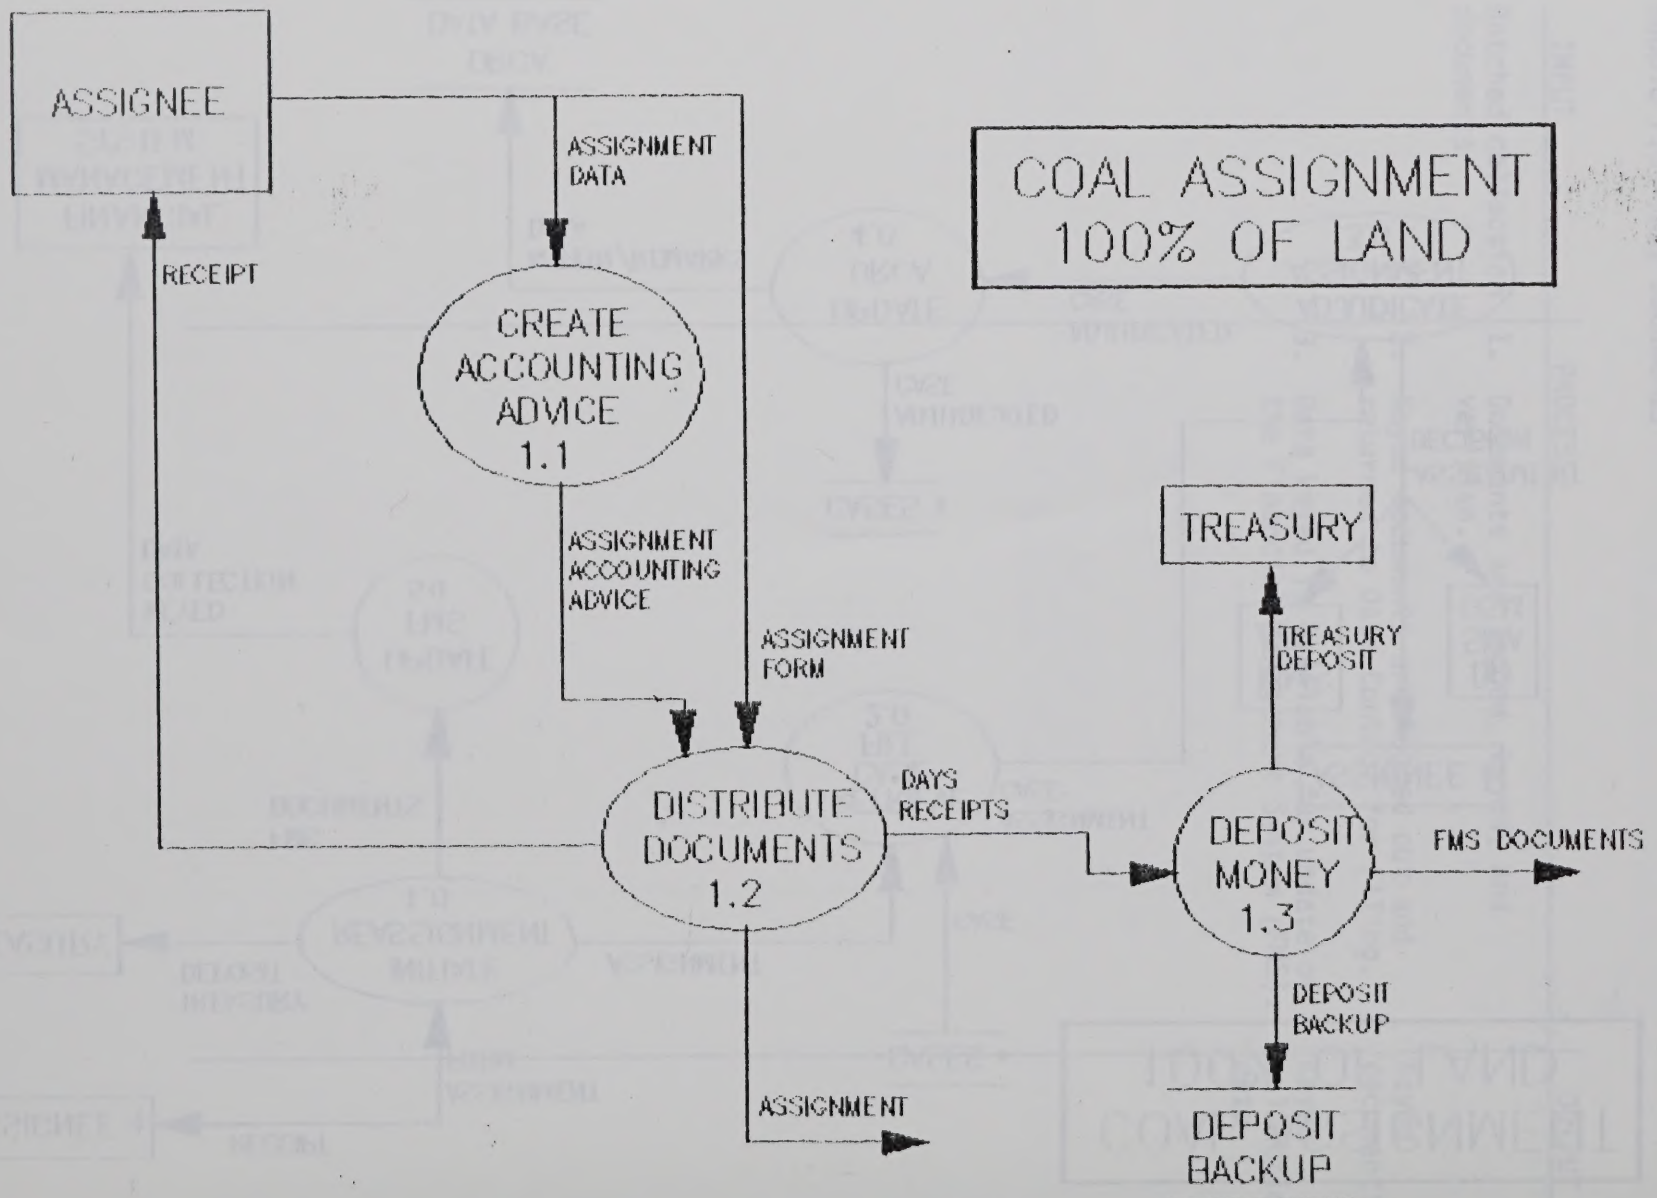 ASSIGNEE
COAL ASSIGNMENT
100% OF LAND
ASSIGNMENT
DATA
RECEIPT
CREATE
ACCOUNTING
ADVICE
1.1
ASSIGNMENT
ACCOUNTING
ADVICE
TREASURY
ASSIGNMENT
FORM
TREASURY
DEPOSIT
DISTRIBUTE
DOCUMENTS
1.2
DAYS
RECEIPTS
DEPOSIT
MONEY
1.3
FMS DOCUMENTS
DEPOSIT
BACKUP
ASSIGNMENT
DEPOSIT
BACKUP